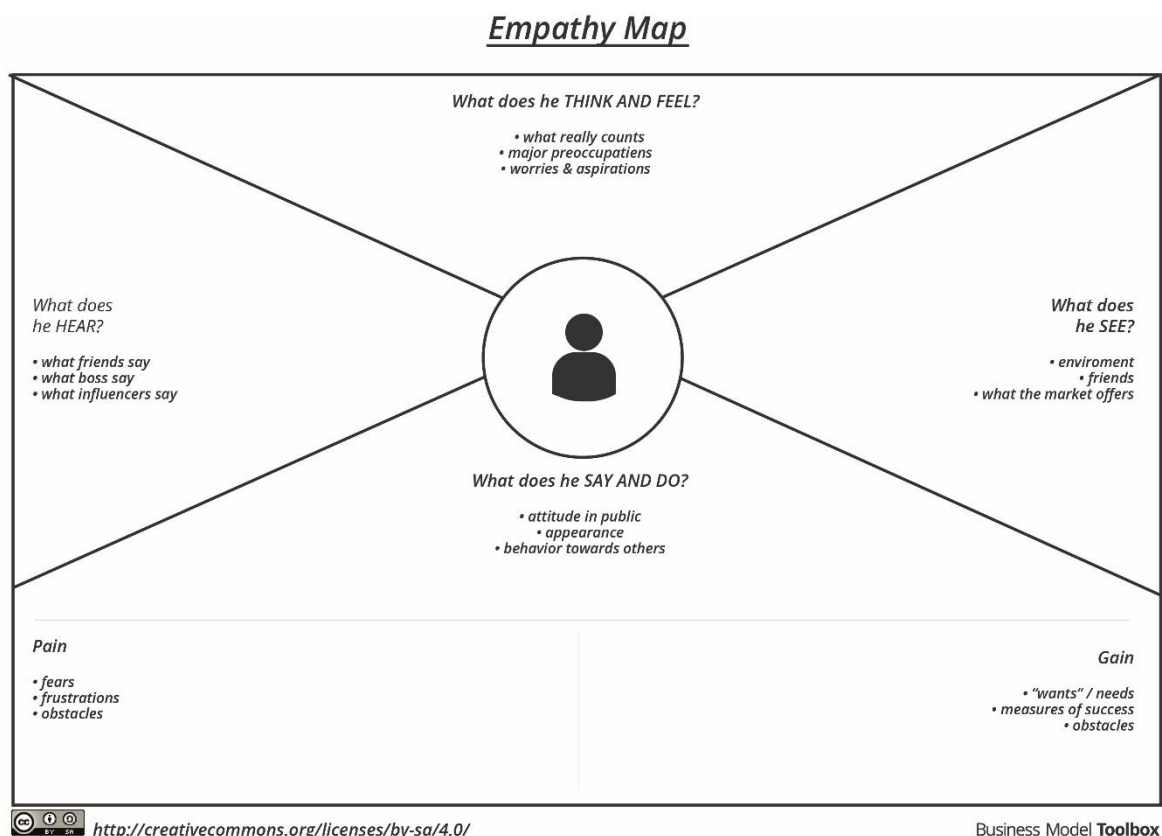 Empathy Map
What does he THINK AND FEEL?
• what really counts
• major preoccupatiens
• worries & aspirations
What does
he HEAR?
• what friends say
• what boss say
• what influencers say
What does
he SEE?
• enviroment
• friends
• what the market offers
What does he SAY AND DO?
• attitude in public
• appearance
• behavior towards others
Pain
• fears
• frustrations
• obstacles
Gain
• “wants” / needs
• measures of success
• obstacles
cc BY SA http://creativecommons.org/licenses/by-sa/4.0/
Business Model Toolbox